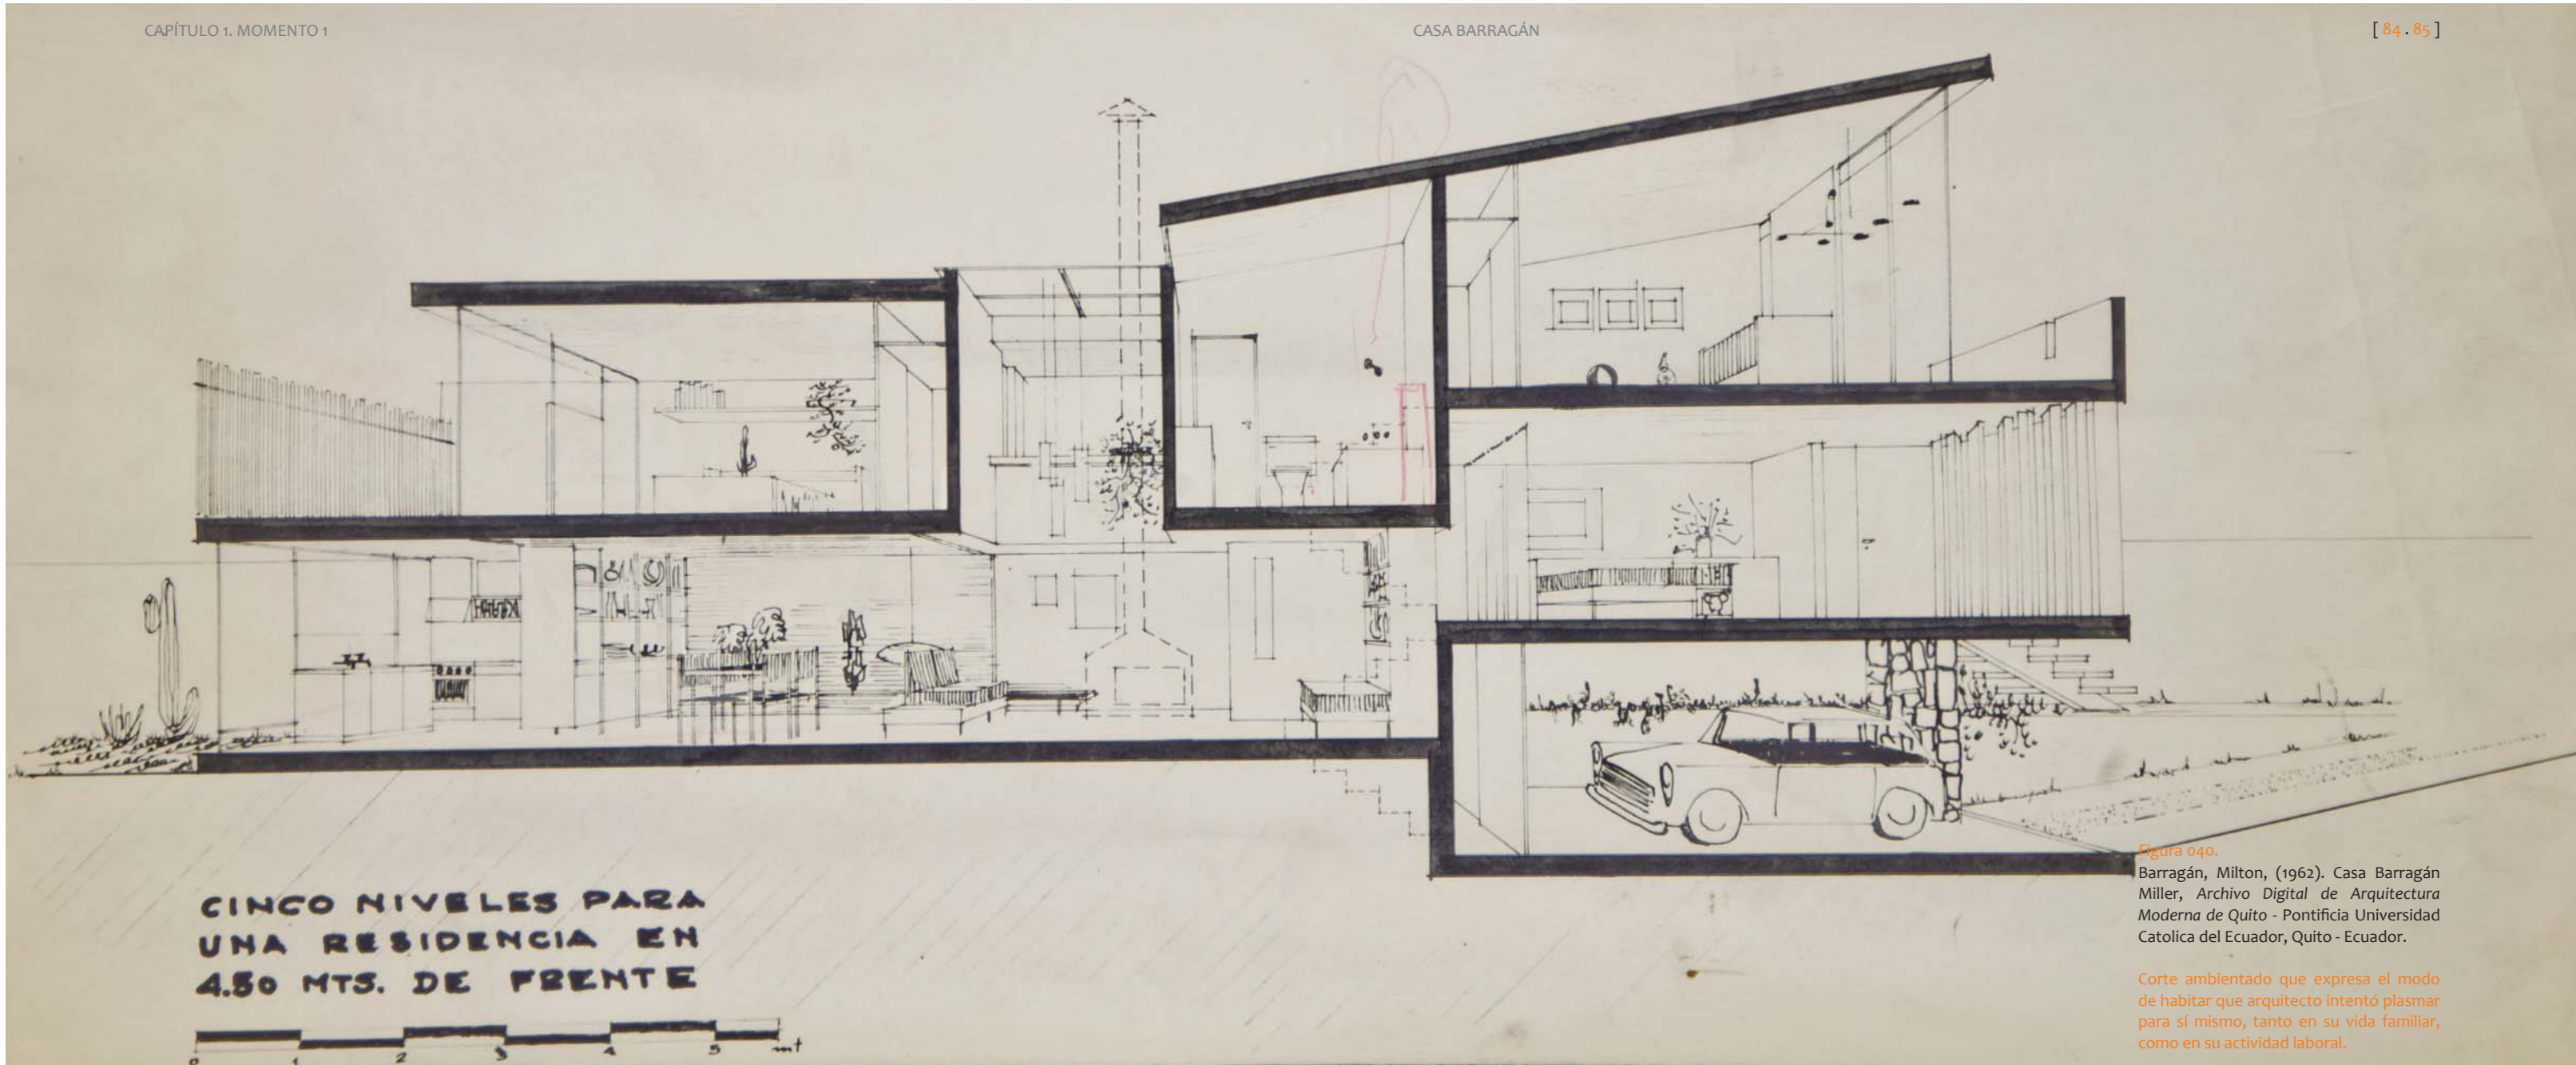 CAPÍTULO 1. MOMENTO 1
CASA BARRAGÁN
[ 84 . 85 ]
CINCO NIVELES PARA
UNA RESIDENCIA EN
4.50 MTS. DE FRENTE
0 1 2 3 4 5 mt
Figura 040.
Barragán, Milton, (1962). Casa Barragán
Miller, Archivo Digital de Arquitectura
Moderna de Quito - Pontificia Universidad
Catolica del Ecuador, Quito - Ecuador.
Corte ambientado que expresa el modo
de habitar que arquitecto intentó plasmar
para sí mismo, tanto en su vida familiar,
como en su actividad laboral.